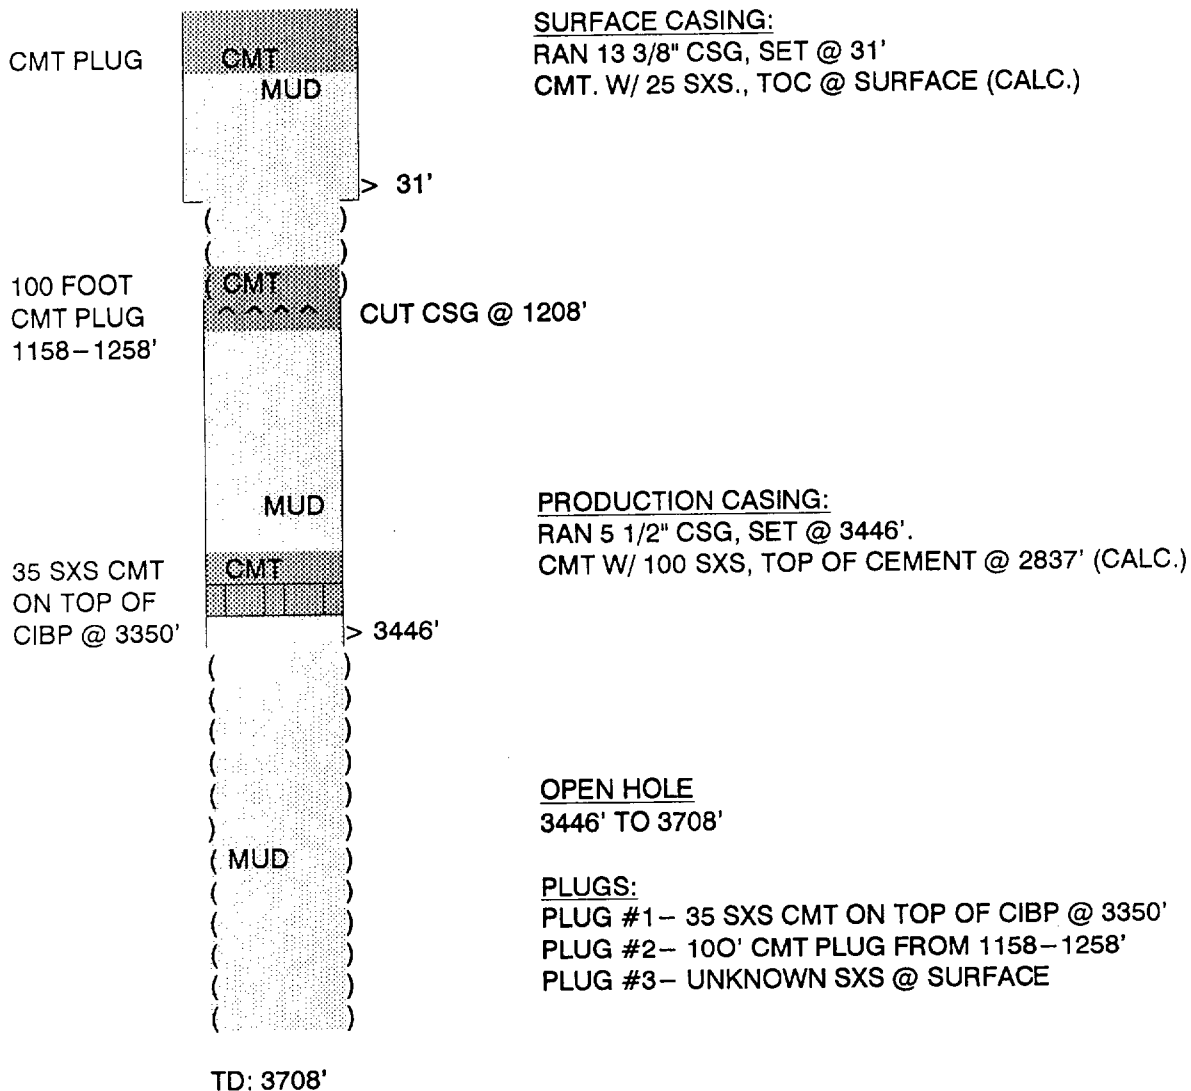 SURFACE CASING:
RAN 13 3/8" CSG, SET @ 31'
CMT. W/ 25 SXS., TOC @ SURFACE (CALC.)
CMT PLUG
CMT
MUD
> 31'
100 FOOT
CMT PLUG
1158-1258'
CMT
CUT CSG @ 1208'
MUD
PRODUCTION CASING:
RAN 5 1/2" CSG, SET @ 3446'.
CMT W/ 100 SXS, TOP OF CEMENT @ 2837' (CALC.)
35 SXS CMT
ON TOP OF
CIBP @ 3350'
CMT
> 3446'
OPEN HOLE
3446' TO 3708'
MUD
PLUGS:
PLUG #1- 35 SXS CMT ON TOP OF CIBP @ 3350'
PLUG #2- 10O' CMT PLUG FROM 1158-1258'
PLUG #3- UNKNOWN SXS @ SURFACE
TD: 3708'